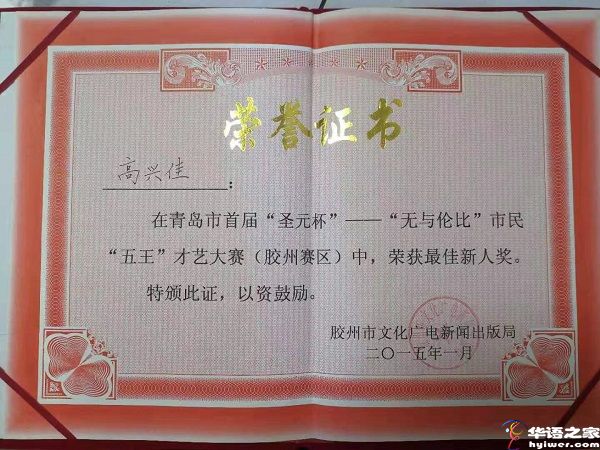 荣誉证书
高兴佳：
在青岛市首届“圣元杯”——“无与伦比”市民
“五王”才艺大赛（胶州赛区）中，荣获最佳新人奖。
特颁此证，以资鼓励。
胶州市文化广电新闻出版局
二〇一五年一月
华语之家
hyiwer.com